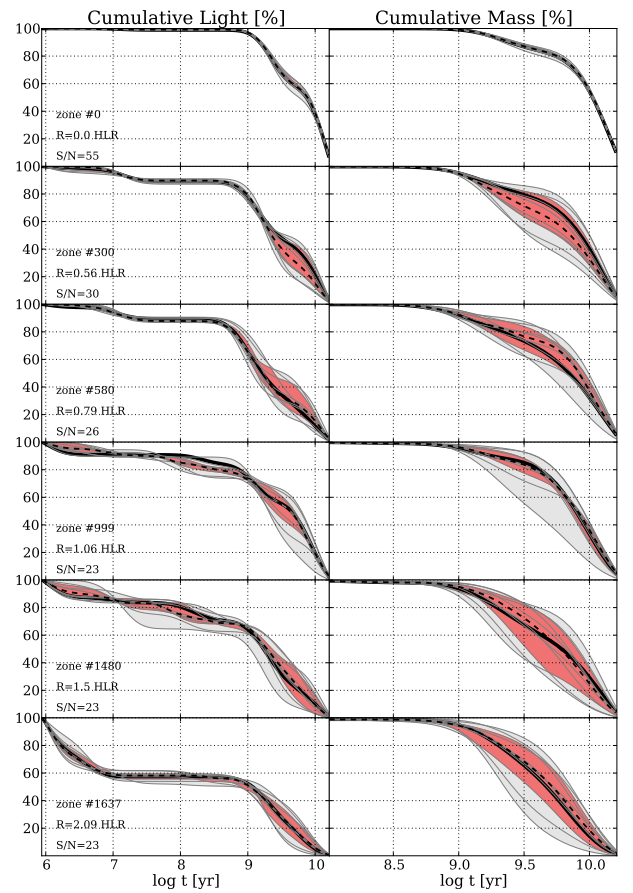 Cumulative Light [%] Cumulative Mass [%]
100
80
60
40
20
zone #0
R=0.0 HLR
S/N=55
100
80
60
40
20
zone #300
R=0.56 HLR
S/N=30
100
80
60
40
20
zone #580
R=0.79 HLR
S/N=26
100
80
60
40
20
zone #999
R=1.06 HLR
S/N=23
100
80
60
40
20
zone #1480
R=1.5 HLR
S/N=23
100
80
60
40
20
zone #1637
R=2.09 HLR
S/N=23
6 7 8 9 10 8.5 9.0 9.5 10.0
log t [yr] log t [yr]